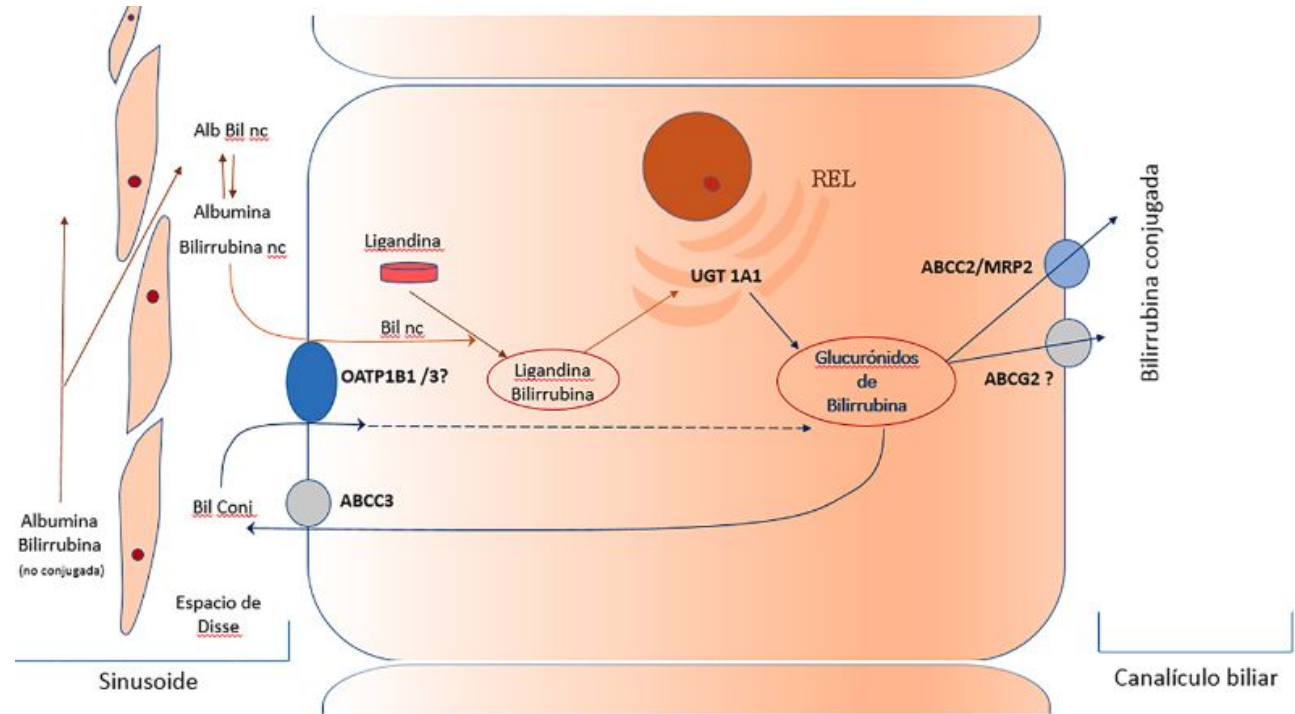 Alb Bil nc
Albumina
Bilirrubina nc
Ligandina
Bil nc
OATP1B1 /3?
Ligandina
Bilirrubina
REL
UGT 1A1
Glucurónidos
de
Bilirrubina
ABCC2/MRP2
ABCG2 ?
Bilirrubina conjugada
Bil Conj
ABCC3
Albumina
Bilirrubina
(no conjugada)
Espacio de
Disse
Sinusoide
Canalículo biliar